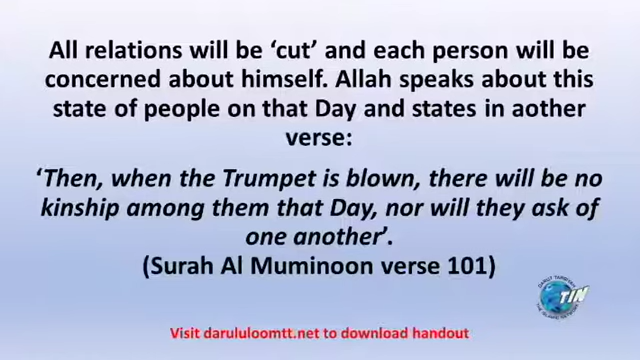 All relations will be ‘cut’ and each person will be
concerned about himself. Allah speaks about this
state of people on that Day and states in aother
verse:
‘Then, when the Trumpet is blown, there will be no
kinship among them that Day, nor will they ask of
one another’.
(Surah Al Muminoon verse 101)
TIN
Visit darululoomtt.net to download handout